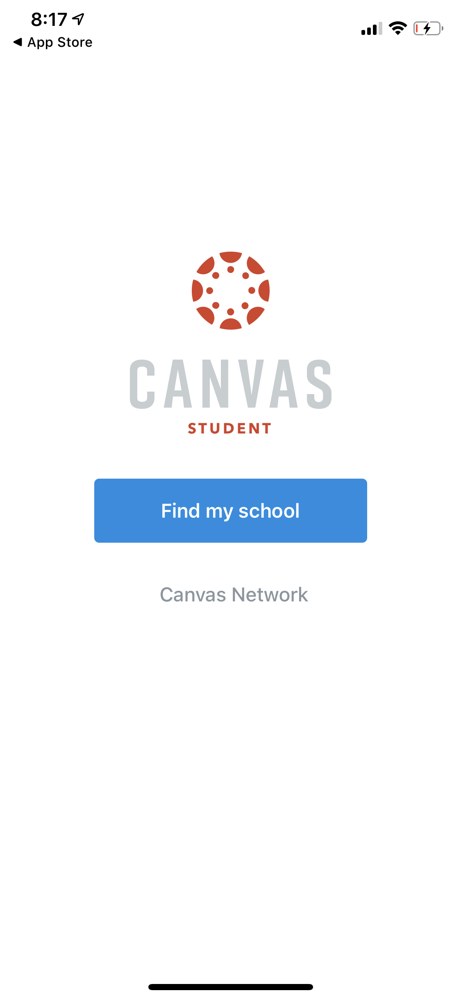 8:17
App Store
CANVAS
STUDENT
Find my school
Canvas Network